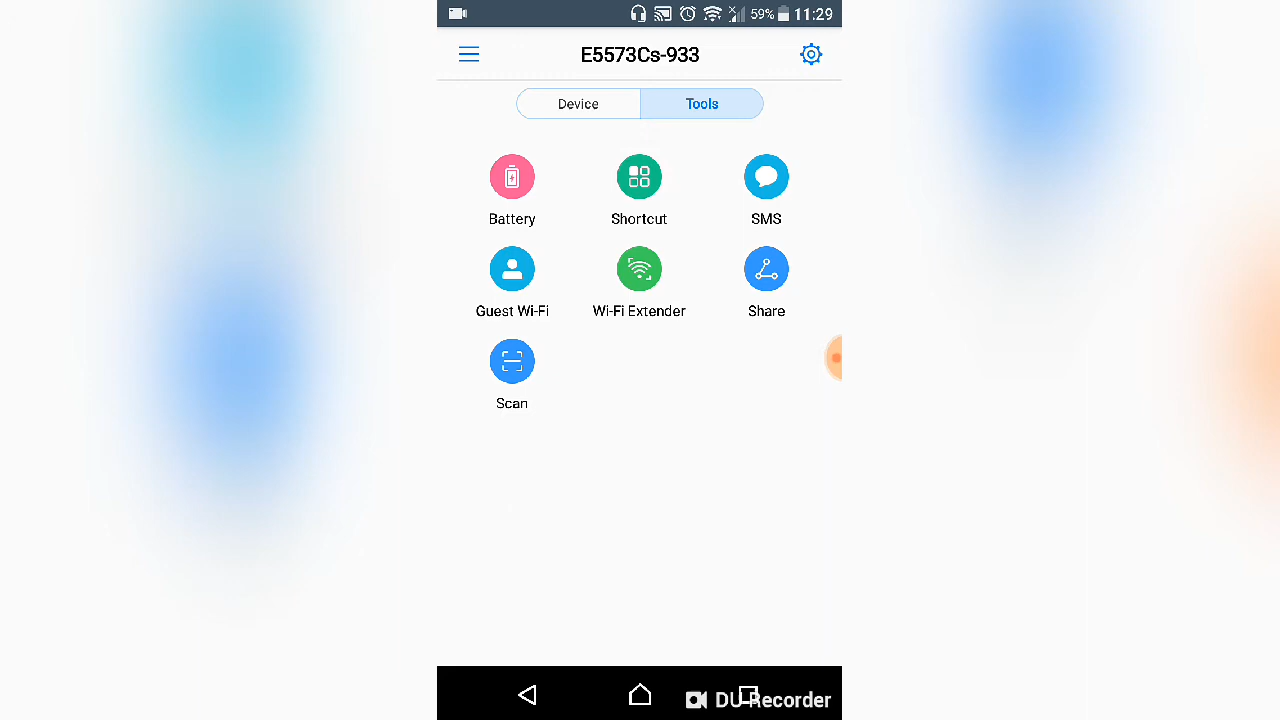 59% 11:29
E5573Cs-933
Device Tools
Battery Shortcut SMS
Guest Wi-Fi Wi-Fi Extender Share
Scan
DU Recorder